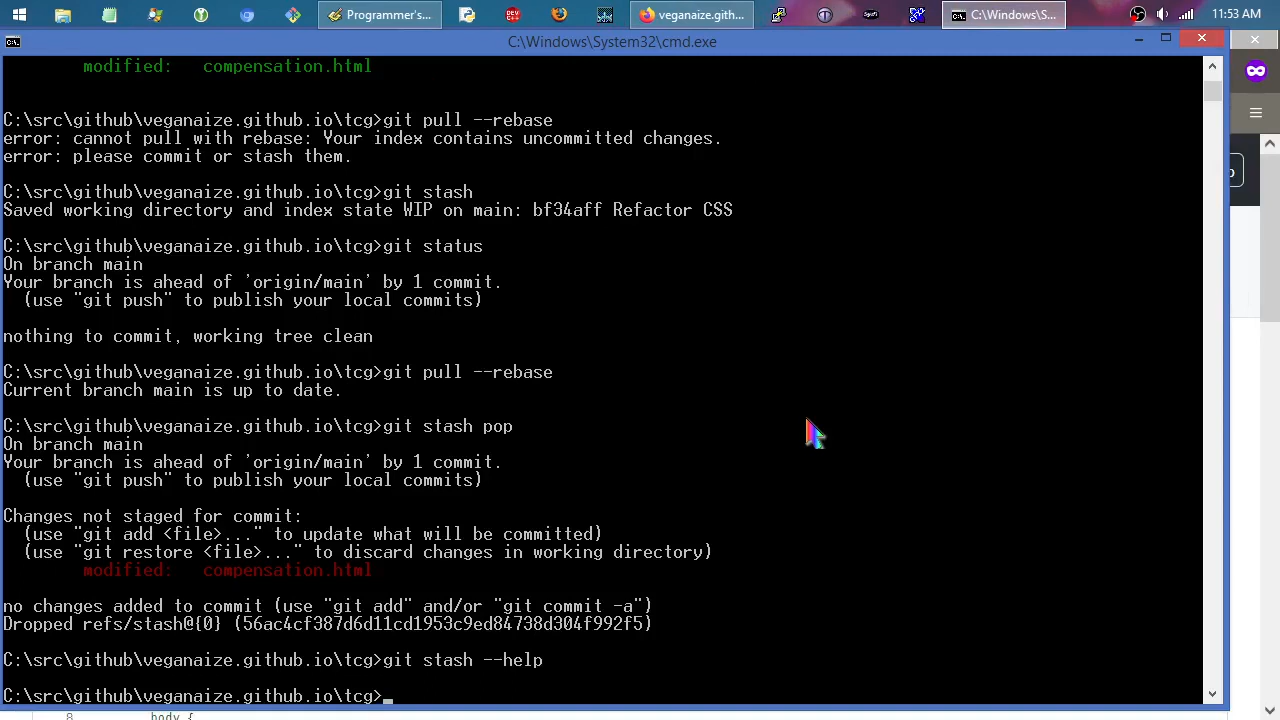 Programmer's...
veganaize.gith...
C:\Windows\S...
11:53 AM
C:\Windows\System32\cmd.exe
modified:   compensation.html
C:\src\github\veganaize.github.io\tcg>git pull --rebase
error: cannot pull with rebase: Your index contains uncommitted changes.
error: please commit or stash them.
C:\src\github\veganaize.github.io\tcg>git stash
Saved working directory and index state WIP on main: bf34aff Refactor CSS
C:\src\github\veganaize.github.io\tcg>git status
On branch main
Your branch is ahead of 'origin/main' by 1 commit.
(use "git push" to publish your local commits)
nothing to commit, working tree clean
C:\src\github\veganaize.github.io\tcg>git pull --rebase
Current branch main is up to date.
C:\src\github\veganaize.github.io\tcg>git stash pop
On branch main
Your branch is ahead of 'origin/main' by 1 commit.
(use "git push" to publish your local commits)
Changes not staged for commit:
(use "git add <file>..." to update what will be committed)
(use "git restore <file>..." to discard changes in working directory)
modified:   compensation.html
no changes added to commit (use "git add" and/or "git commit -a")
Dropped refs/stash@{0} (56ac4cf387d6d11cd1953c9ed84738d304f992f5)
C:\src\github\veganaize.github.io\tcg>git stash --help
C:\src\github\veganaize.github.io\tcg>
8 body {